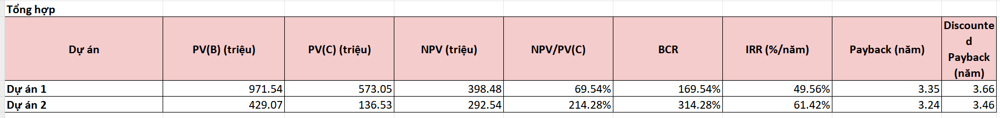 Tổng hợp
Dự án PV(B) (triệu) PV(C) (triệu) NPV (triệu) NPV/PV(C) BCR IRR (%/năm) Payback (năm) Discounte
d
Payback
(năm)
Dự án 1 971.54 573.05 398.48 69.54% 169.54% 49.56% 3.35 3.66
Dự án 2 429.07 136.53 292.54 214.28% 314.28% 61.42% 3.24 3.46